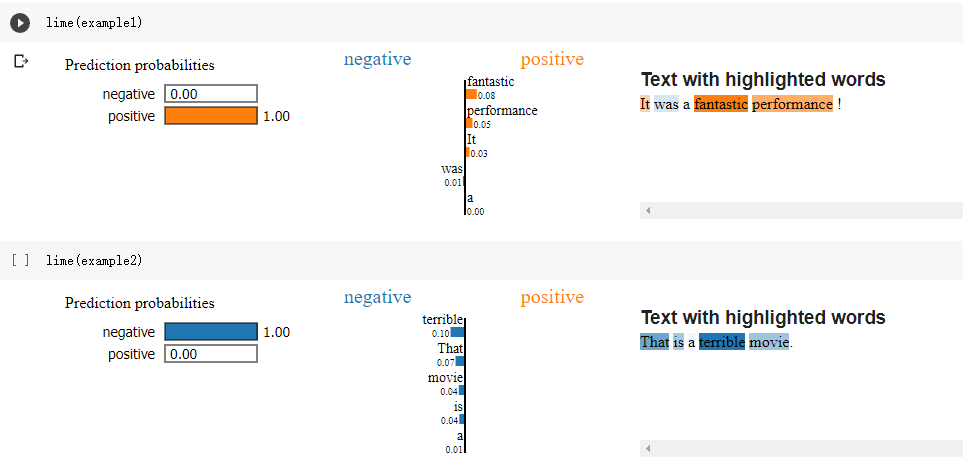 lime(example1)
Prediction probabilities
negative 0.00
positive 1.00
negative positive
fantastic
0.08
performance
0.05
It
0.03
was
0.01
a
0.00
Text with highlighted words
It was a fantastic performance !
[ ] lime(example2)
Prediction probabilities
negative 1.00
positive 0.00
negative positive
terrible
0.10
That
0.07
movie
0.04
is
0.04
a
0.01
Text with highlighted words
That is a terrible movie.